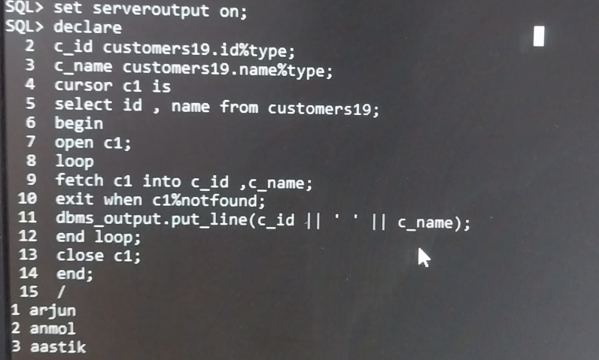 SQL> set serveroutput on;
SQL> declare
2 c_id customers19.id%type;
3 c_name customers19.name%type;
4 cursor c1 is
5 select id , name from customers19;
6 begin
7 open c1;
8 loop
9 fetch c1 into c_id ,c_name;
10 exit when c1%notfound;
11 dbms_output.put_line(c_id || ' ' || c_name);
12 end loop;
13 close c1;
14 end;
15 /
1 arjun
2 anmol
3 aastik